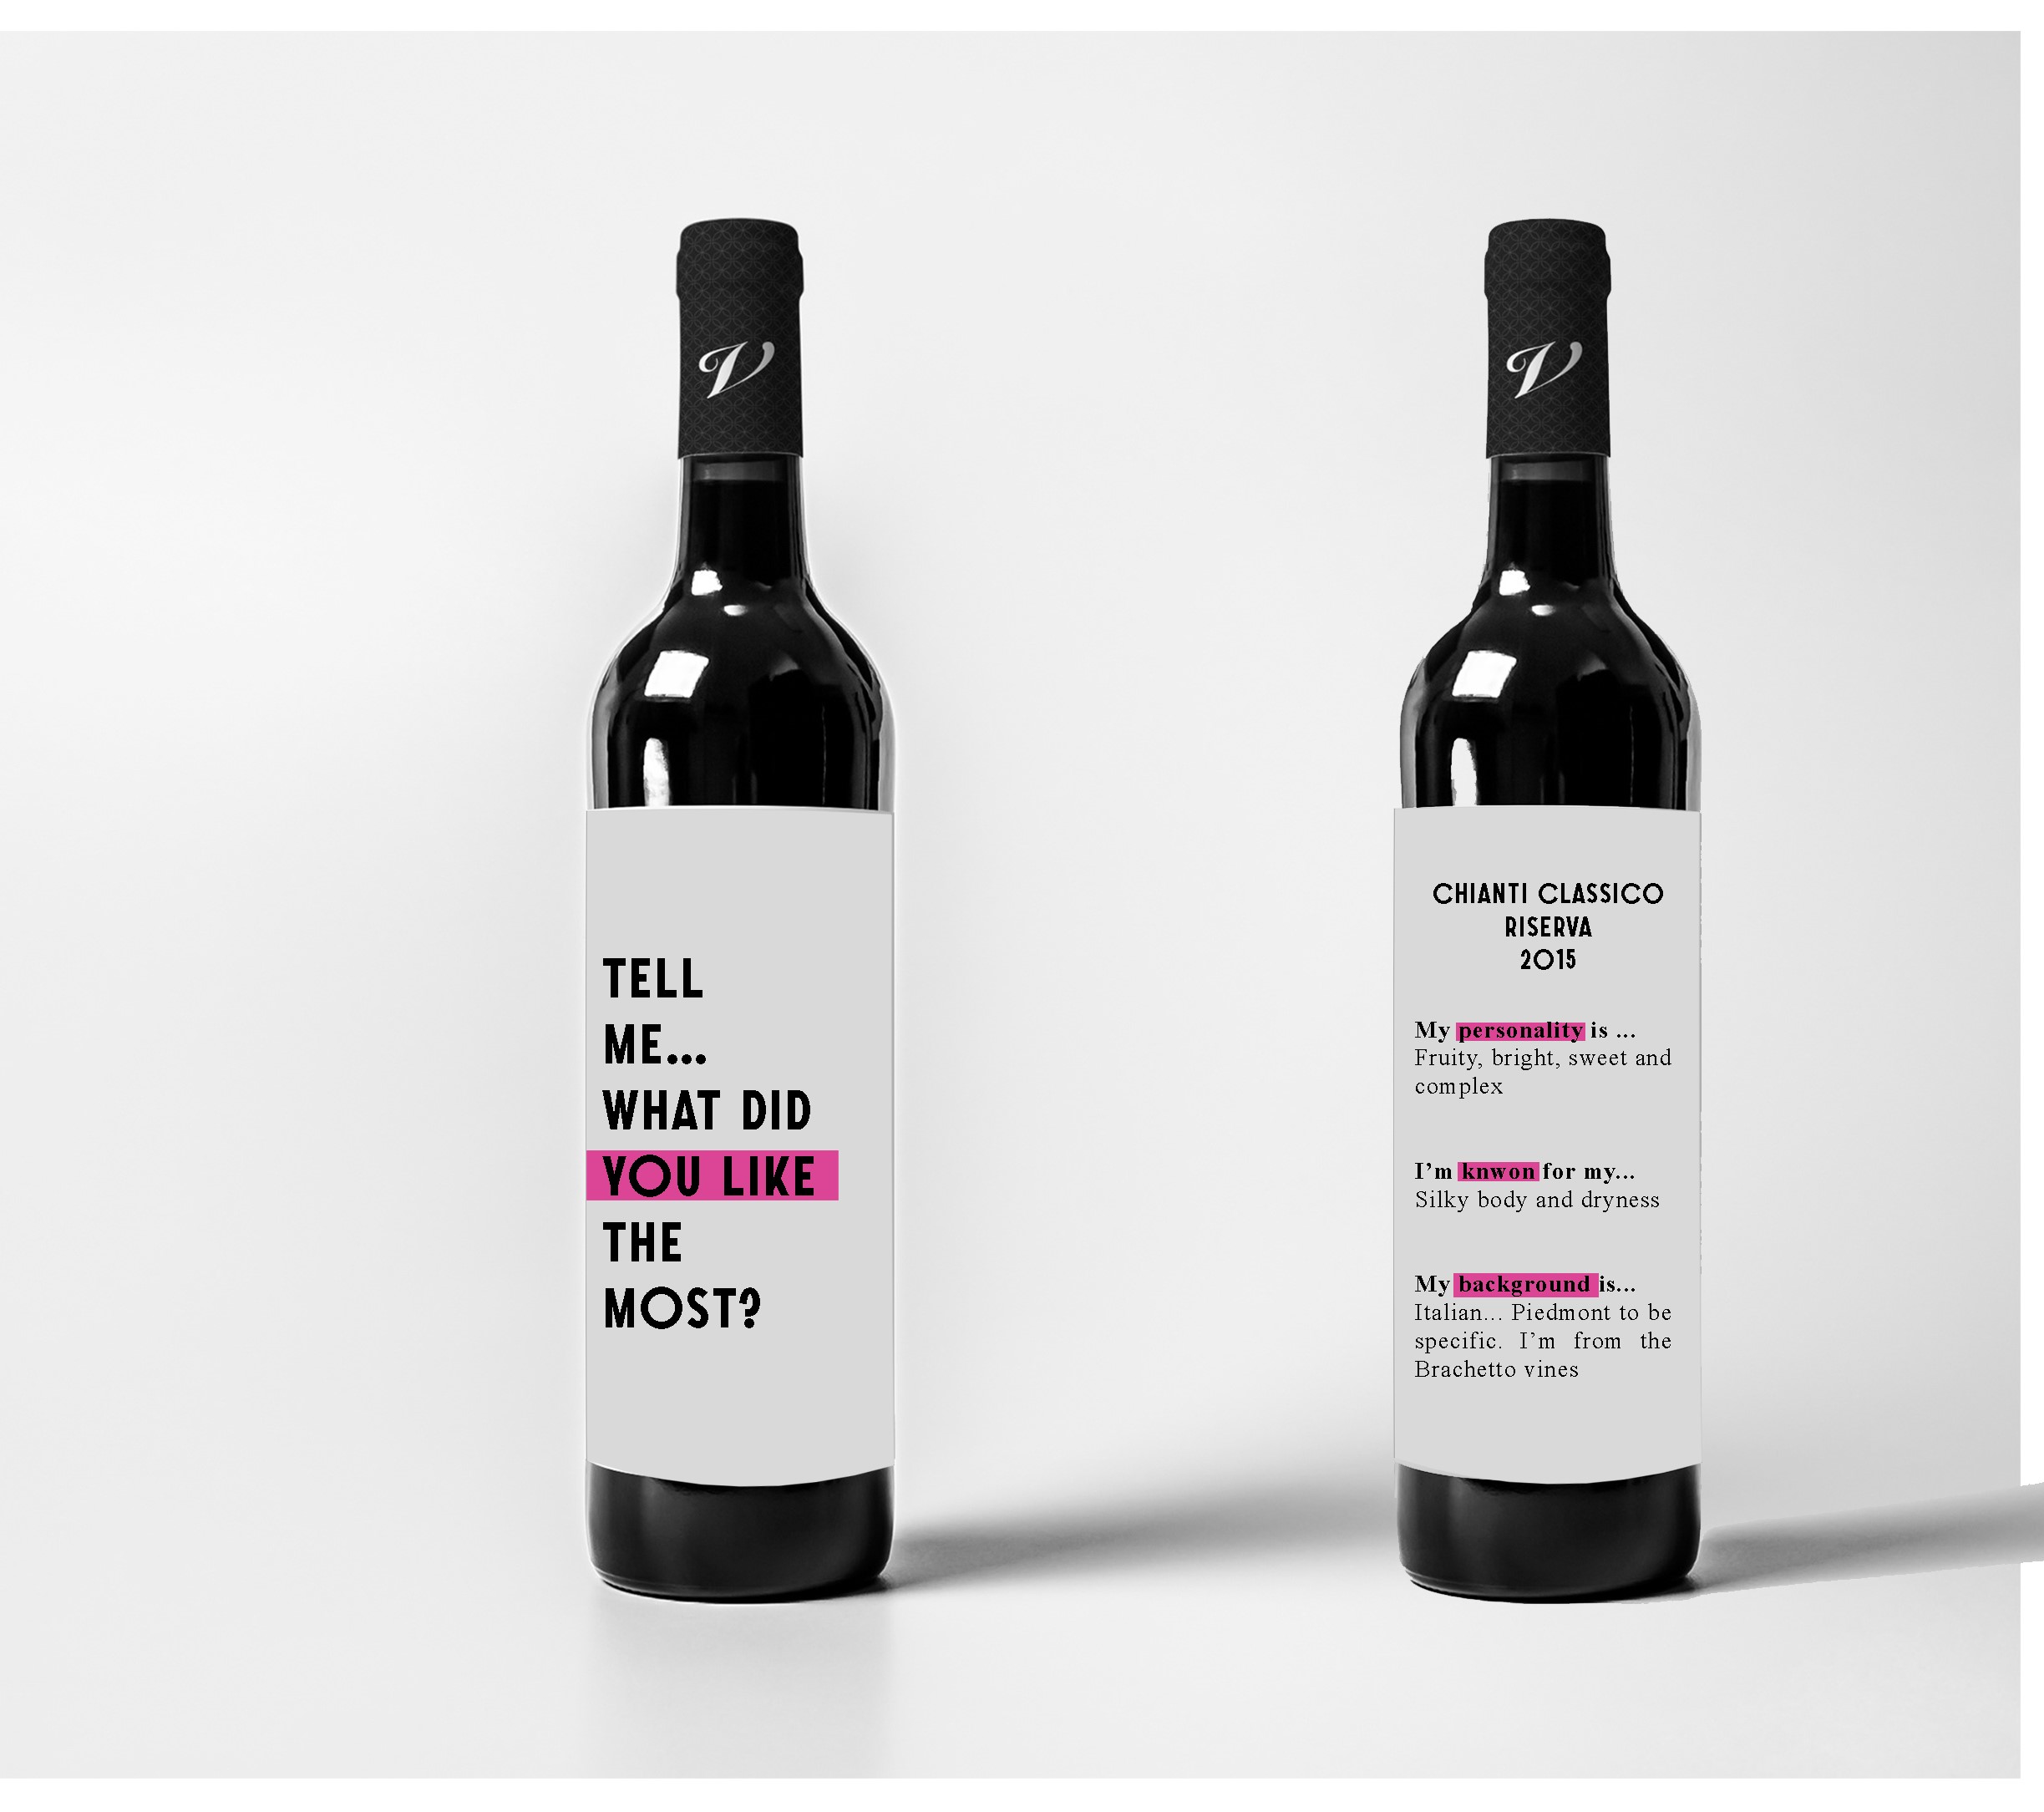 V
TELL
ME...
WHAT DID
YOU LIKE
THE
MOST?
V
CHIANTI CLASSICO
RISERVA
2015
My personality is ...
Fruity, bright, sweet and
complex
I'm knwon for my...
Silky body and dryness
My background is...
Italian... Piedmont to be
specific. I'm from the
Brachetto vines